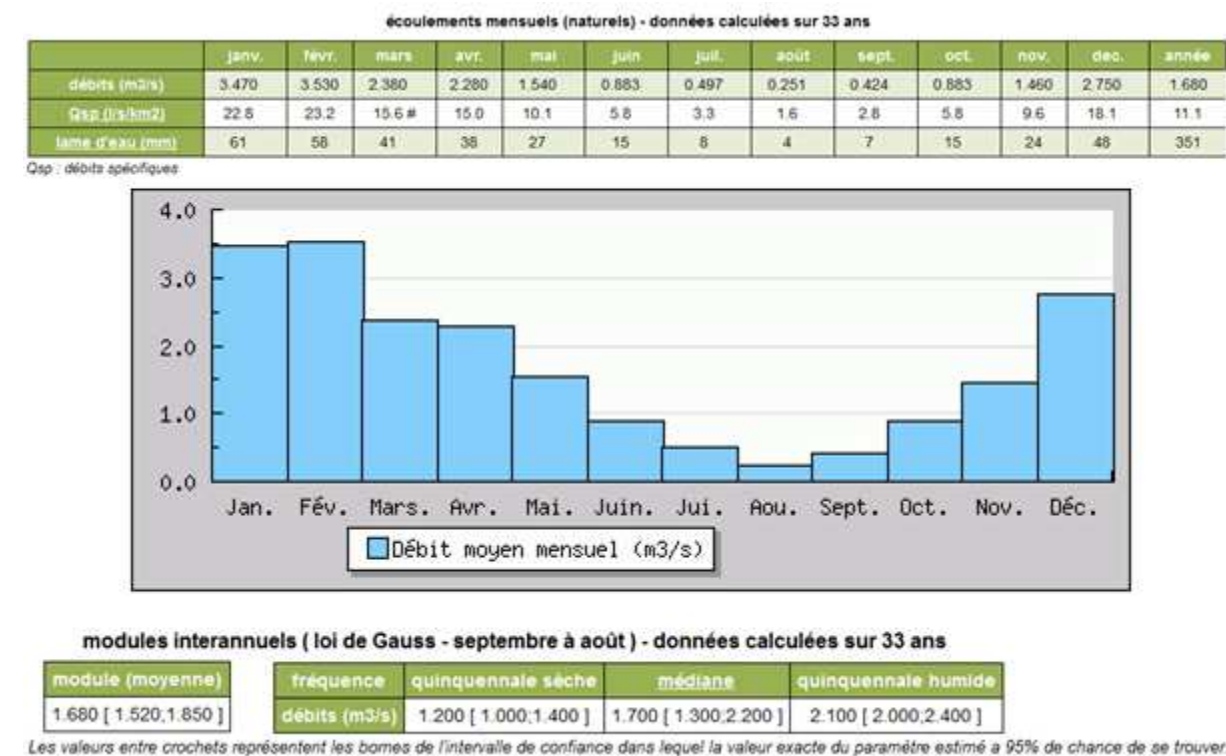 écoulements mensuels (naturels) - données calculées sur 33 ans
janv. févr. mars avr. mai juin juil. août sept. oct. nov. dec. année
débits (m3/s) 3.470 3.530 2.380 2.280 1.540 0.883 0.497 0.251 0.424 0.883 1.460 2.750 1.680
Qsp (l/s/km2) 22.8 23.2 15.6 # 15.0 10.1 5.8 3.3 1.6 2.8 5.8 9.6 18.1 11.1
lame d'eau (mm) 61 58 41 38 27 15 8 4 7 15 24 48 351
Qsp : débits spécifiques
4.0
3.0
2.0
1.0
0.0
Jan. Fév. Mars. Avr. Mai. Juin. Jui. Aou. Sept. Oct. Nov. Déc.
Débit moyen mensuel (m3/s)
modules interannuels ( loi de Gauss - septembre à août ) - données calculées sur 33 ans
module (moyenne) fréquence quinquennale sèche médiane quinquennale humide
1.680 [ 1.520;1.850 ] débits (m3/s) 1.200 [ 1.000;1.400 ] 1.700 [ 1.300;2.200 ] 2.100 [ 2.000;2.400 ]
Les valeurs entre crochets représentent les bornes de l'intervalle de confiance dans lequel la valeur exacte du paramètre estimé a 95% de chance de se trouver